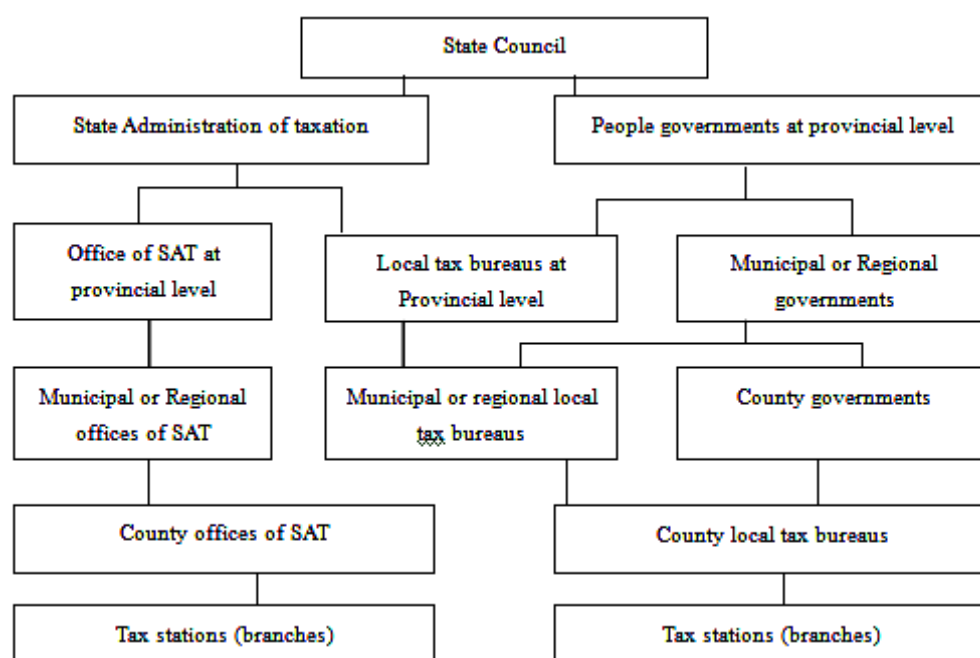 State Council
State Administration of taxation
People governments at provincial level
Office of SAT at
provincial level
Local tax bureaus at
Provincial level
Municipal or Regional
governments
Municipal or Regional
offices of SAT
Municipal or regional local
tax bureaus
County governments
County offices of SAT
County local tax bureaus
Tax stations (branches)
Tax stations (branches)